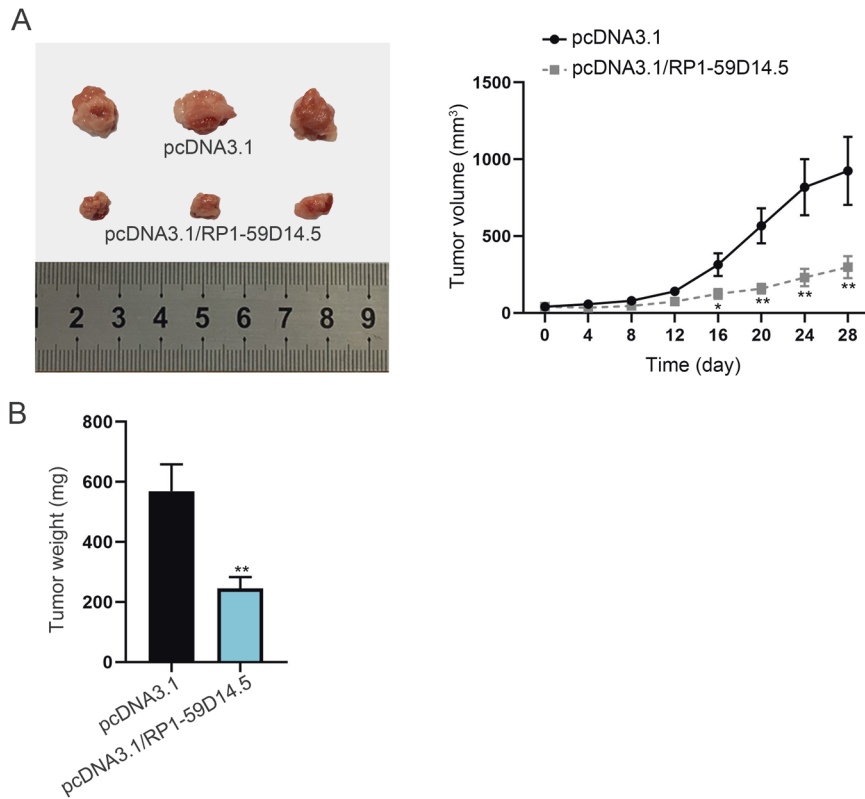 A
pcDNA3.1
pcDNA3.1/RP1-59D14.5
1 2 3 4 5 6 7 8 9
pcDNA3.1
pcDNA3.1/RP1-59D14.5
Tumor volume (mm³)
1500
1000
500
0
* ** ** **
0 4 8 12 16 20 24 28
Time (day)
B
Tumor weight (mg)
800
600
400
200
0
**
pcDNA3.1
pcDNA3.1/RP1-59D14.5